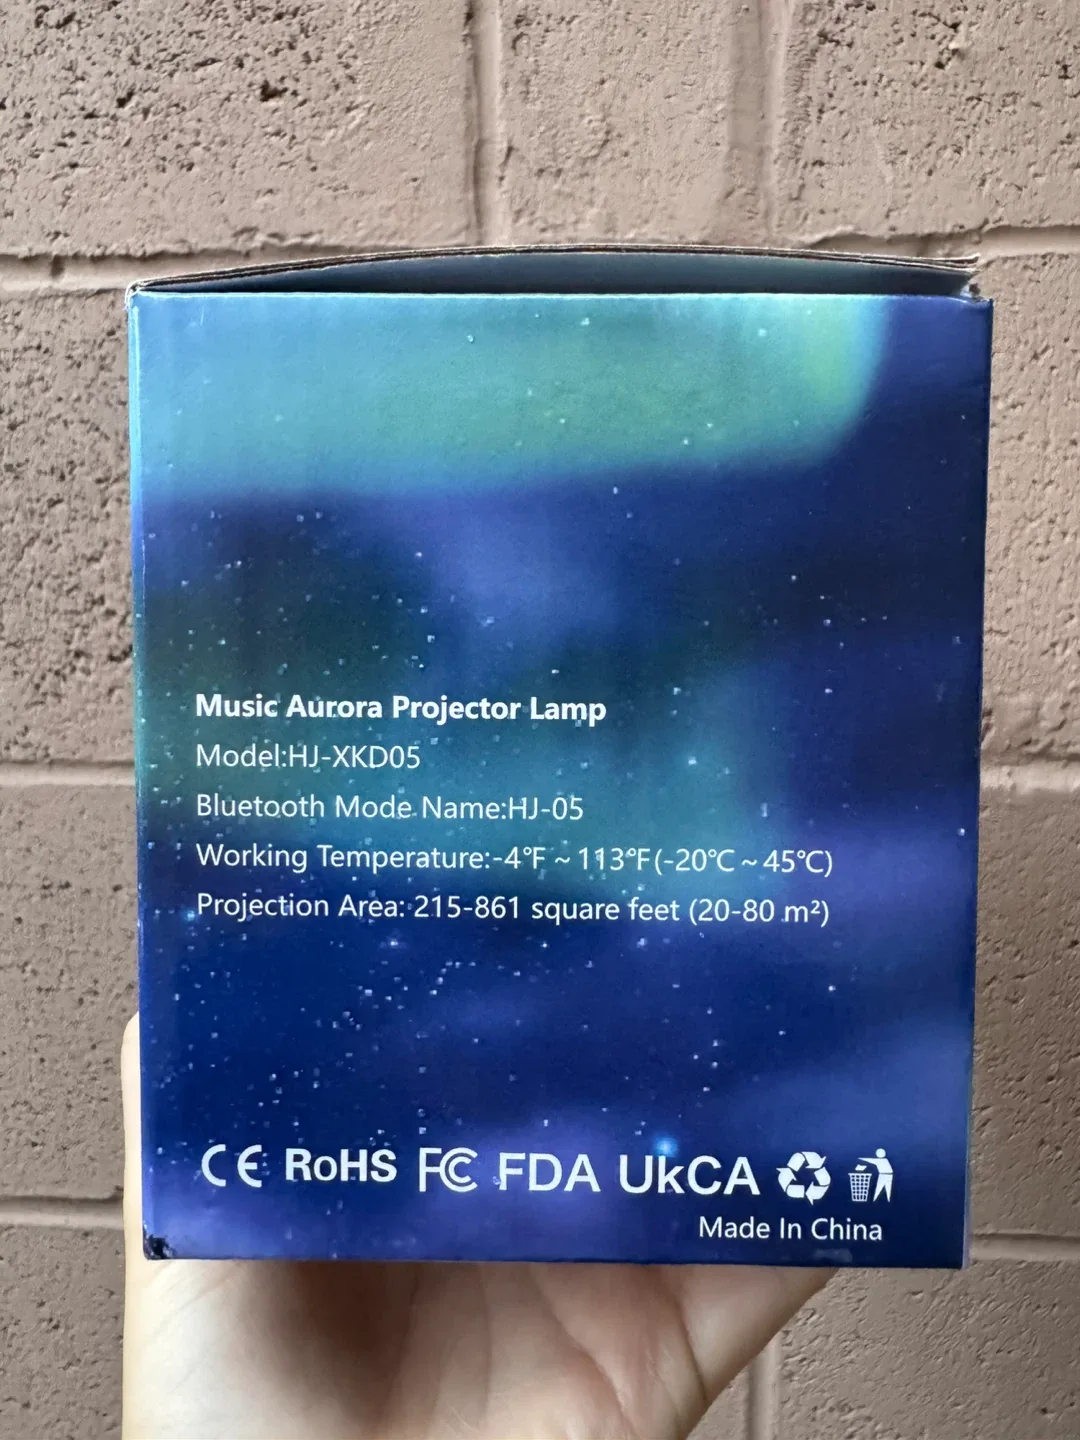 Music Aurora Projector Lamp
Model:HJ-XKD05
Bluetooth Mode Name:HJ-05
Working Temperature:-4°F ~ 113°F(-20℃ ~ 45℃)
Projection Area: 215-861 square feet (20-80 m²)
CE RoHS FC FDA UkCA
Made In China